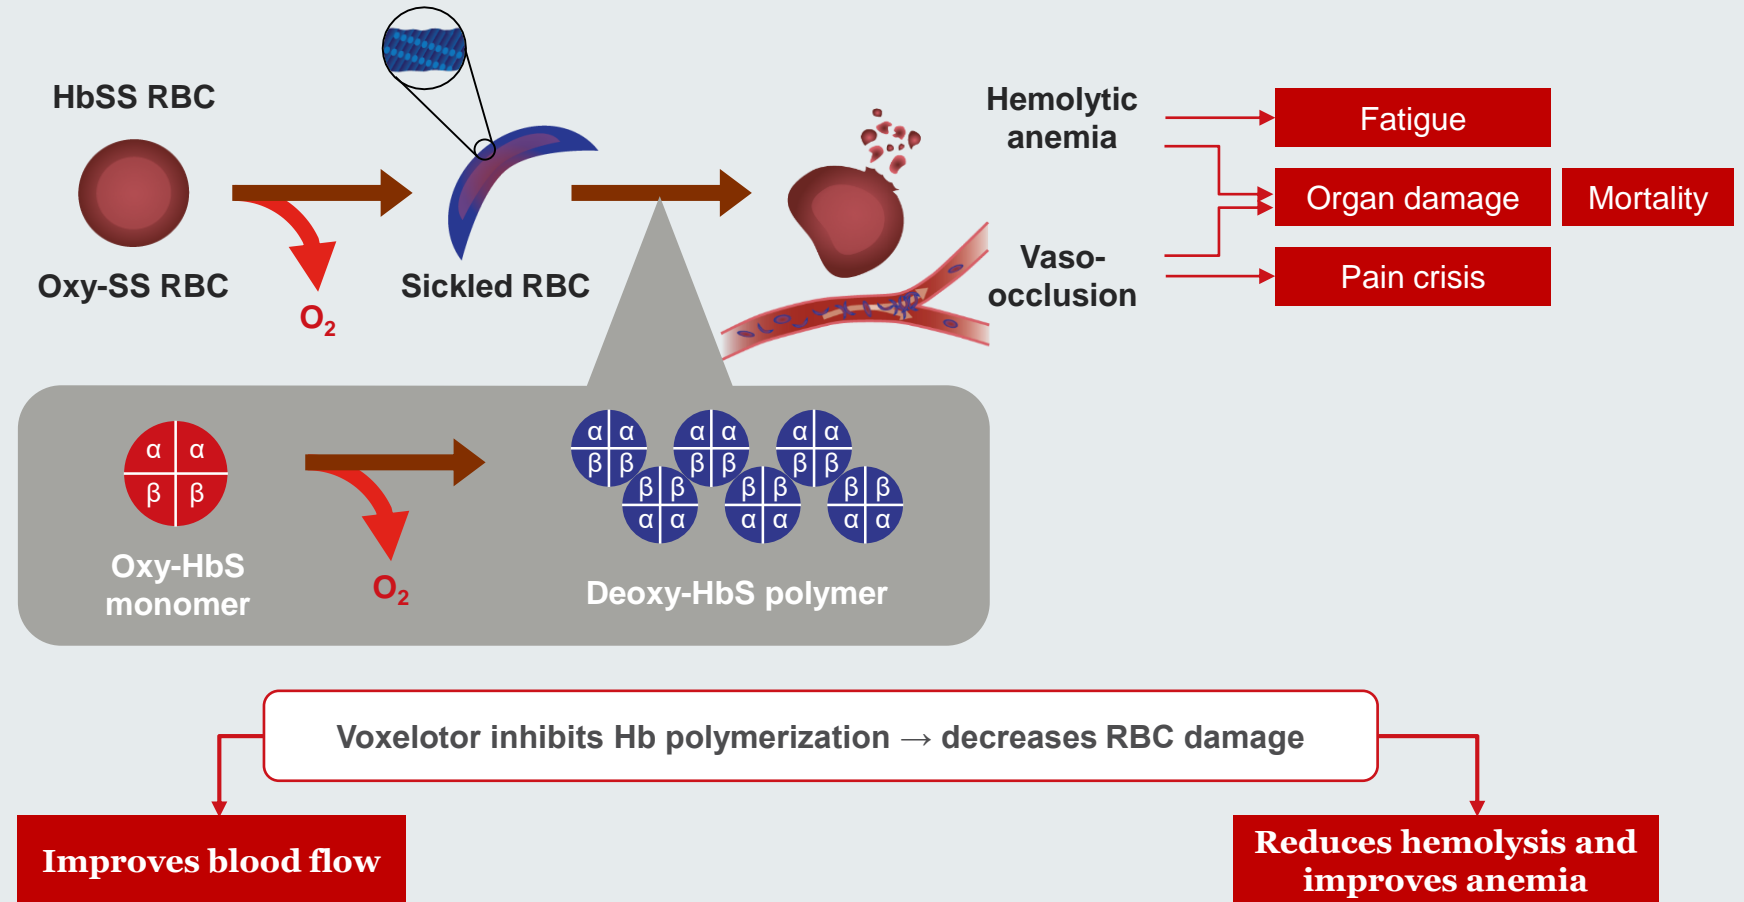 HbSS RBC
Oxy-SS RBC
O₂
Sickled RBC
Hemolytic
anemia
Vaso-
occlusion
Fatigue
Organ damage
Mortality
Pain crisis
α α
β β
Oxy-HbS
monomer
O₂
α α
β β
α α
β β
α α
β β
β β
α α
β β
α α
β β
α α
Deoxy-HbS polymer
Voxelotor inhibits Hb polymerization → decreases RBC damage
Improves blood flow
Reduces hemolysis and
improves anemia